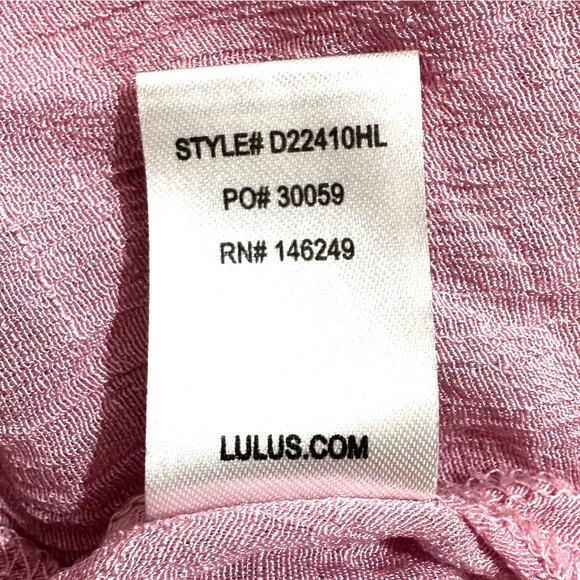 STYLE# D22410HL
PO# 30059
RN# 146249
LULUS.COM